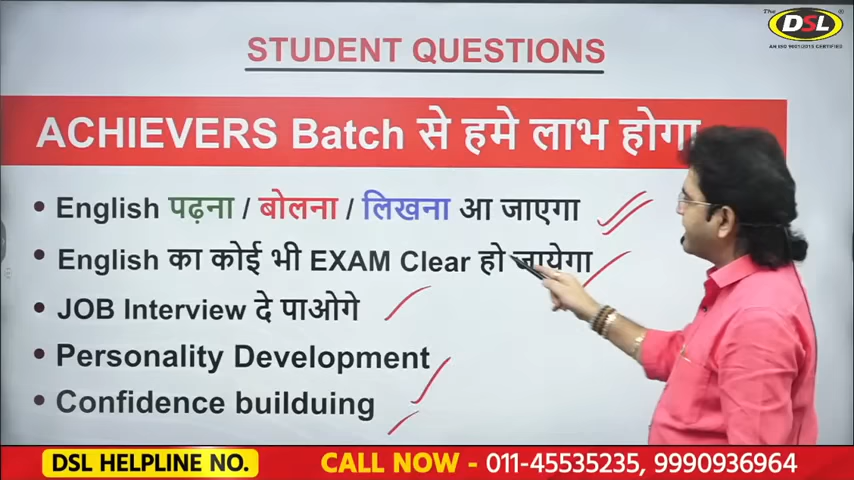 The
DSL
®
AN ISO 9001:2015 CERTIFIED
STUDENT QUESTIONS
ACHIEVERS Batch से हमे लाभ होगा
• English पढ़ना / बोलना / लिखना आ जाएगा
• English का कोई भी EXAM Clear हो जायेगा
• JOB Interview दे पाओगे
• Personality Development
• Confidence builduing
DSL HELPLINE NO. CALL NOW - 011-45535235, 9990936964